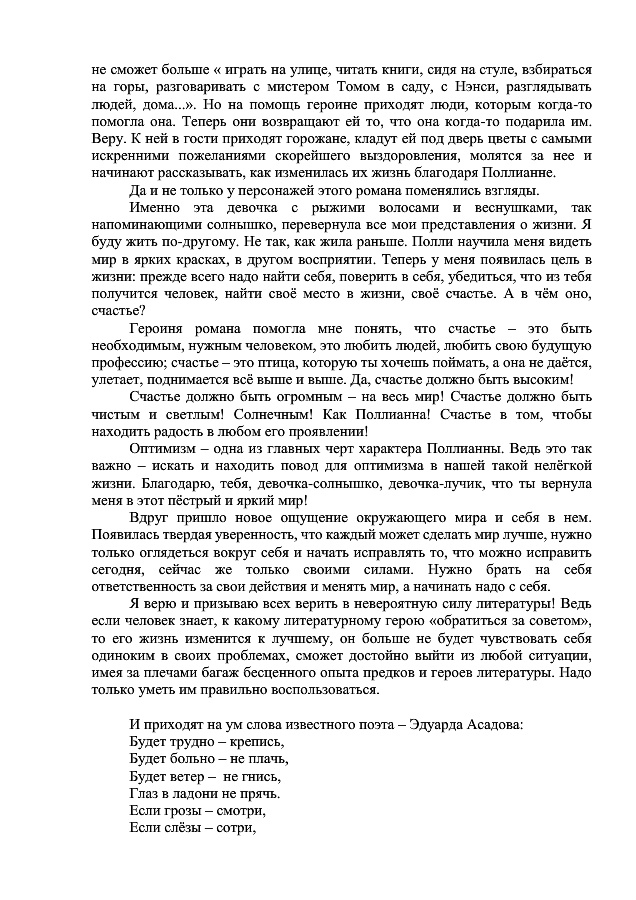 не сможет больше « играть на улице, читать книги, сидя на стуле, взбираться
на горы, разговаривать с мистером Томом в саду, с Нэнси, разглядывать
людей, дома...». Но на помощь героине приходят люди, которым когда-то
помогла она. Теперь они возвращают ей то, что она когда-то подарила им.
Веру. К ней в гости приходят горожане, кладут ей под дверь цветы с самыми
искренними пожеланиями скорейшего выздоровления, молятся за нее и
начинают рассказывать, как изменилась их жизнь благодаря Поллианне.
Да и не только у персонажей этого романа поменялись взгляды.
Именно эта девочка с рыжими волосами и веснушками, так
напоминающими солнышко, перевернула все мои представления о жизни. Я
буду жить по-другому. Не так, как жила раньше. Полли научила меня видеть
мир в ярких красках, в другом восприятии. Теперь у меня появилась цель в
жизни: прежде всего надо найти себя, поверить в себя, убедиться, что из тебя
получится человек, найти своё место в жизни, своё счастье. А в чём оно,
счастье?
Героиня романа помогла мне понять, что счастье – это быть
необходимым, нужным человеком, это любить людей, любить свою будущую
профессию; счастье – это птица, которую ты хочешь поймать, а она не даётся,
улетает, поднимается всё выше и выше. Да, счастье должно быть высоким!
Счастье должно быть огромным – на весь мир! Счастье должно быть
чистым и светлым! Солнечным! Как Поллианна! Счастье в том, чтобы
находить радость в любом его проявлении!
Оптимизм – одна из главных черт характера Поллианны. Ведь это так
важно – искать и находить повод для оптимизма в нашей такой нелёгкой
жизни. Благодарю, тебя, девочка-солнышко, девочка-лучик, что ты вернула
меня в этот пёстрый и яркий мир!
Вдруг пришло новое ощущение окружающего мира и себя в нем.
Появилась твердая уверенность, что каждый может сделать мир лучше, нужно
только оглядеться вокруг себя и начать исправлять то, что можно исправить
сегодня, сейчас же только своими силами. Нужно брать на себя
ответственность за свои действия и менять мир, а начинать надо с себя.
Я верю и призываю всех верить в невероятную силу литературы! Ведь
если человек знает, к какому литературному герою «обратиться за советом»,
то его жизнь изменится к лучшему, он больше не будет чувствовать себя
одиноким в своих проблемах, сможет достойно выйти из любой ситуации,
имея за плечами багаж бесценного опыта предков и героев литературы. Надо
только уметь им правильно воспользоваться.
И приходят на ум слова известного поэта – Эдуарда Асадова:
Будет трудно – крепись,
Будет больно – не плачь,
Будет ветер – не гнись,
Глаз в ладони не прячь.
Если грозы – смотри,
Если слёзы – сотри,